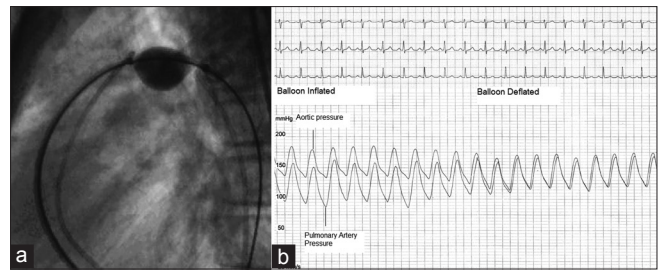 Balloon Inflated
Balloon Deflated
mmHg
Aortic pressure
200
150
100
50
Pulmonary Artery
Pressure
a
b